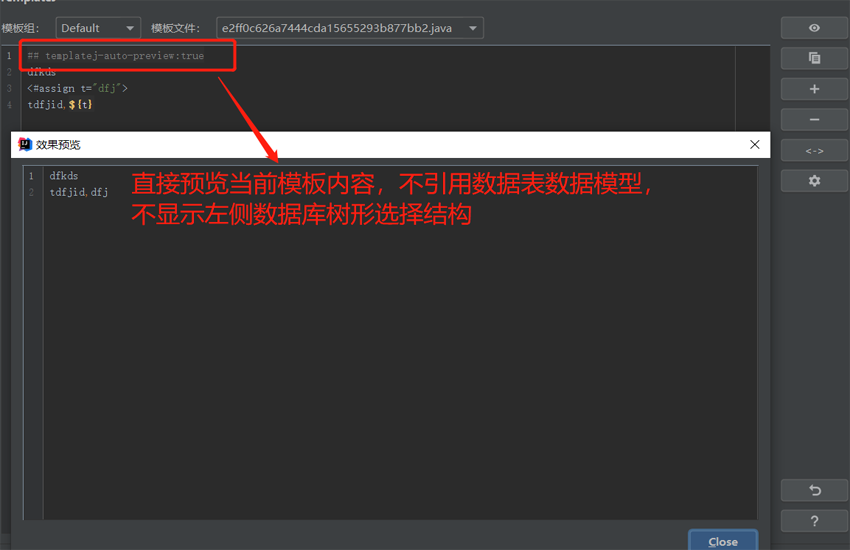 模板组: Default 模板文件: e2ff0c626a7444cda15655293b877bb2.java
1 ## templatej-auto-preview:true
2 dfkds
3 <#assign t="dfj">
4 tdfjid,${t}
<->
效果预览
1 dfkds
2 tdfjid,dfj
直接预览当前模板内容，不引用数据表数据模型，
不显示左侧数据库树形选择结构
?
Close